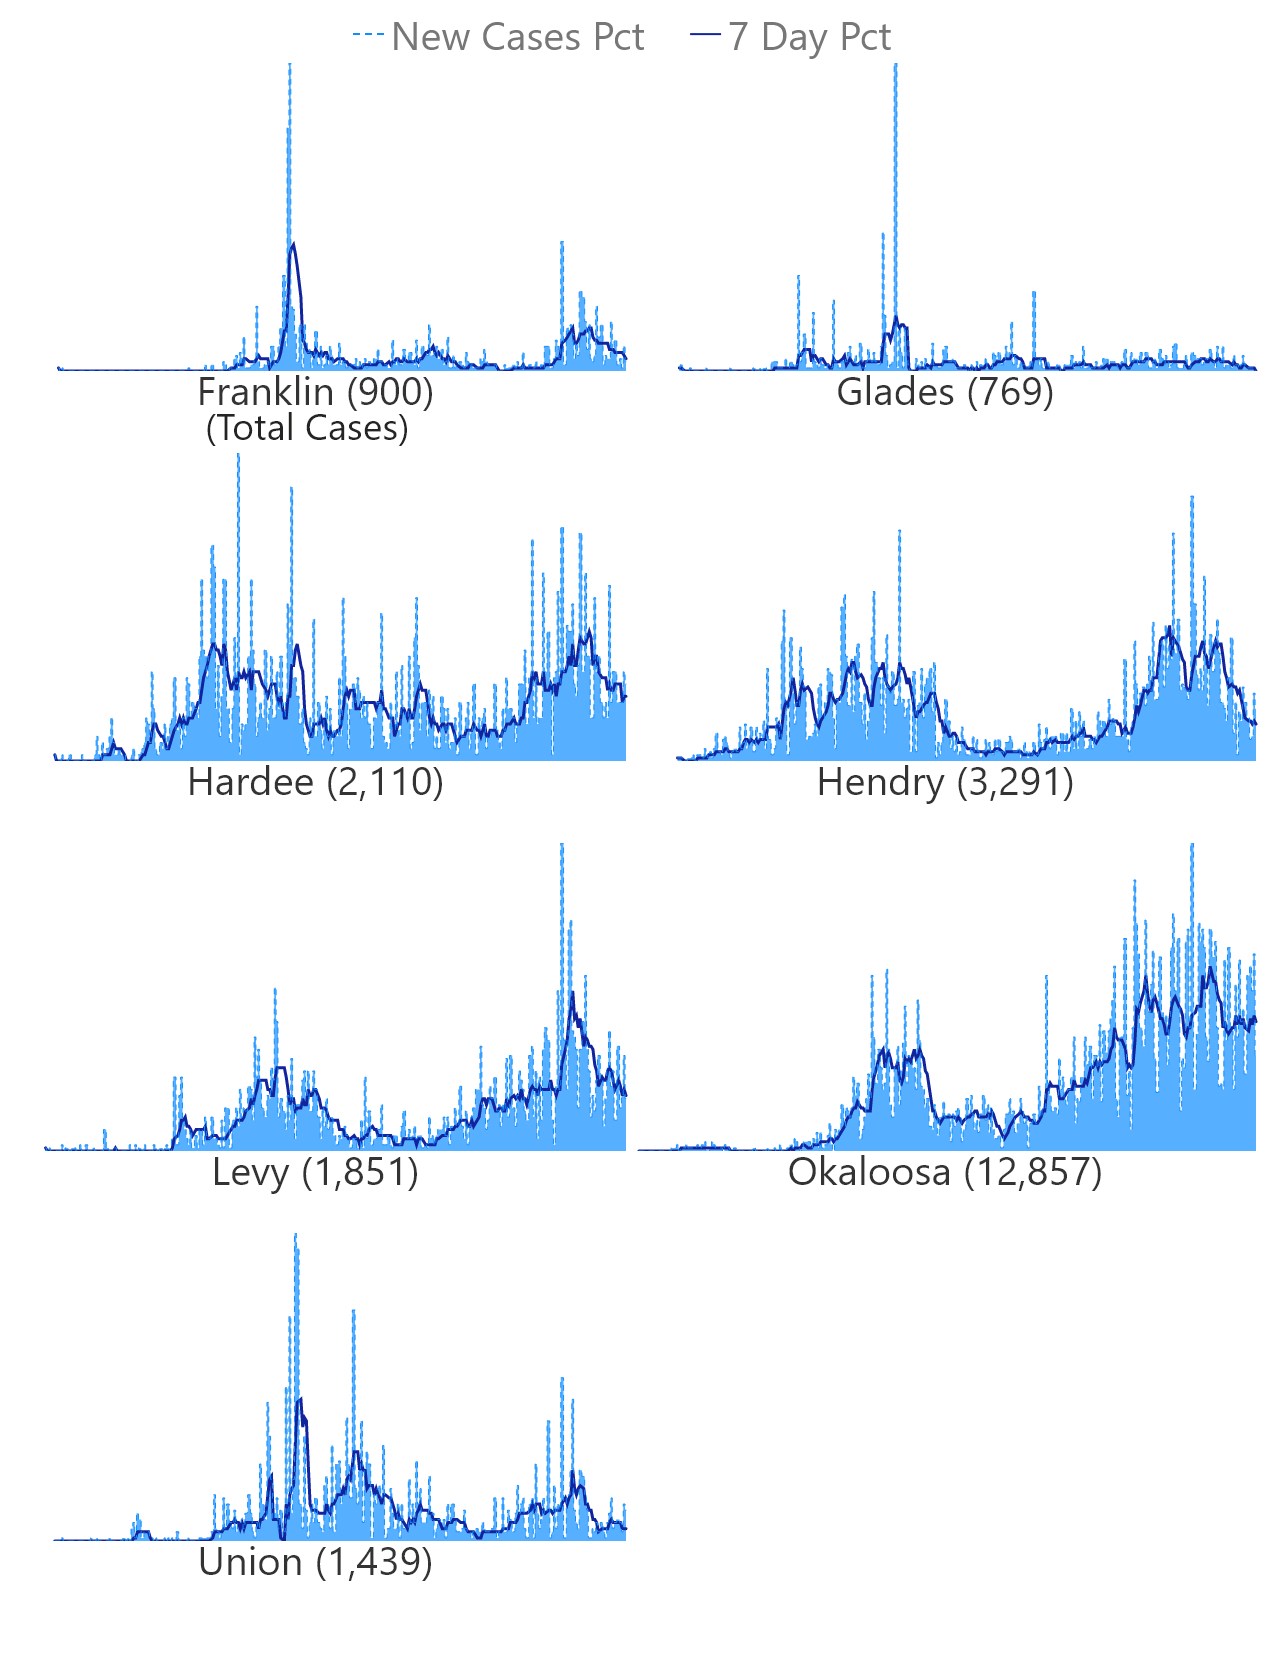 New Cases Pct 7 Day Pct
Franklin (900) Glades (769)
(Total Cases)
Hardee (2,110) Hendry (3,291)
Levy (1,851) Okaloosa (12,857)
Union (1,439)